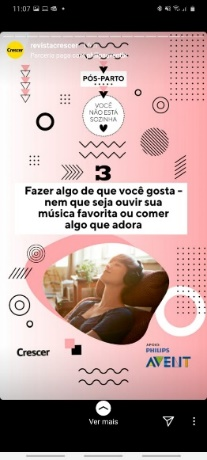 11:07
Crescer
revistacrescer
Parceria paga com
PÓS-PARTO
VOCÊ
NÃO ESTÁ
SOZINHA
3
Fazer algo de que você gosta –
nem que seja ouvir sua
música favorita ou comer
algo que adora
Crescer
APOIO
PHILIPS
AVENT
Ver mais